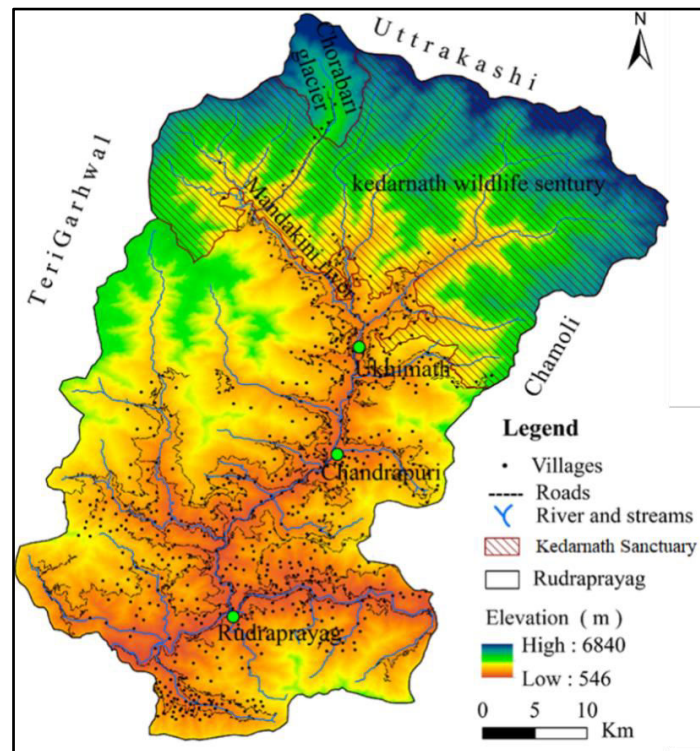 Uttrakashi
N
Chorabari
glacier
kedarnath wildlife sentury
TeriGarhwal
Mandakini river
Ukhimath
Chamoli
Chandrapuri
Rudraprayag
Legend
Villages
Roads
River and streams
Kedarnath Sanctuary
Rudraprayag
Elevation ( m )
High : 6840
Low : 546
0 5 10
Km